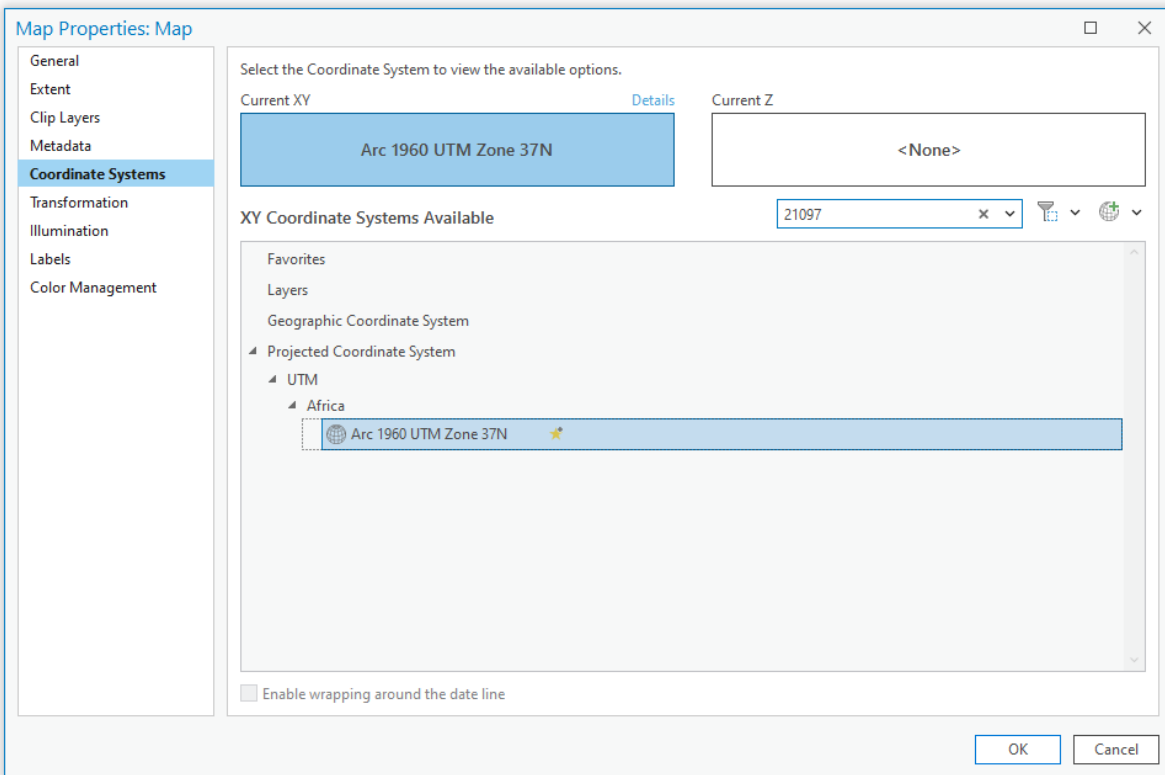 Map Properties: Map
General
Extent
Clip Layers
Metadata
Coordinate Systems
Transformation
Illumination
Labels
Color Management
Select the Coordinate System to view the available options.
Current XY
Details
Current Z
Arc 1960 UTM Zone 37N
<None>
XY Coordinate Systems Available
21097
Favorites
Layers
Geographic Coordinate System
Projected Coordinate System
UTM
Africa
Arc 1960 UTM Zone 37N
Enable wrapping around the date line
OK
Cancel